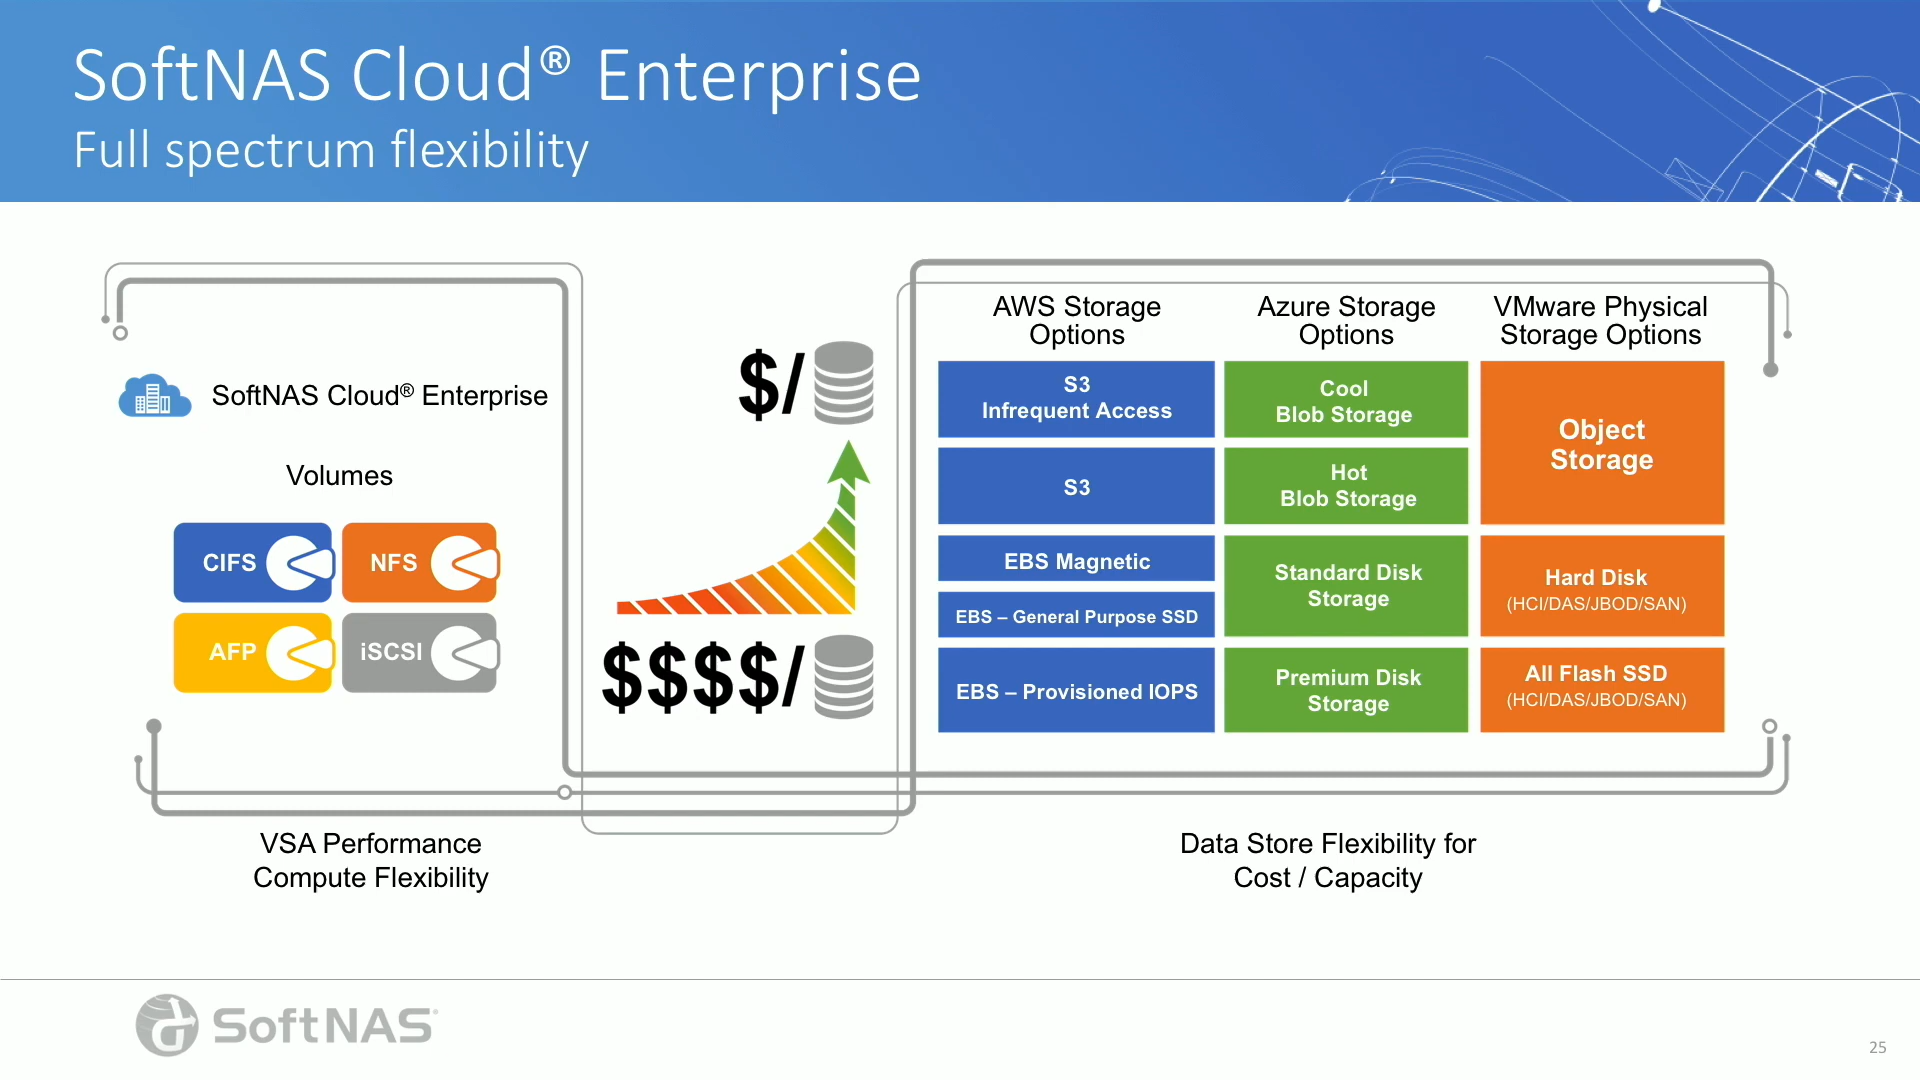 SoftNAS Cloud® Enterprise
Full spectrum flexibility
SoftNAS Cloud® Enterprise
Volumes
CIFS
NFS
AFP
iSCSI
$/
$$$$/
AWS Storage
Options
S3
Infrequent Access
S3
EBS Magnetic
EBS – General Purpose SSD
EBS – Provisioned IOPS
Azure Storage
Options
Cool
Blob Storage
Hot
Blob Storage
Standard Disk
Storage
Premium Disk
Storage
VMware Physical
Storage Options
Object
Storage
Hard Disk
(HCI/DAS/JBOD/SAN)
All Flash SSD
(HCI/DAS/JBOD/SAN)
VSA Performance
Compute Flexibility
Data Store Flexibility for
Cost / Capacity
SoftNAS
25